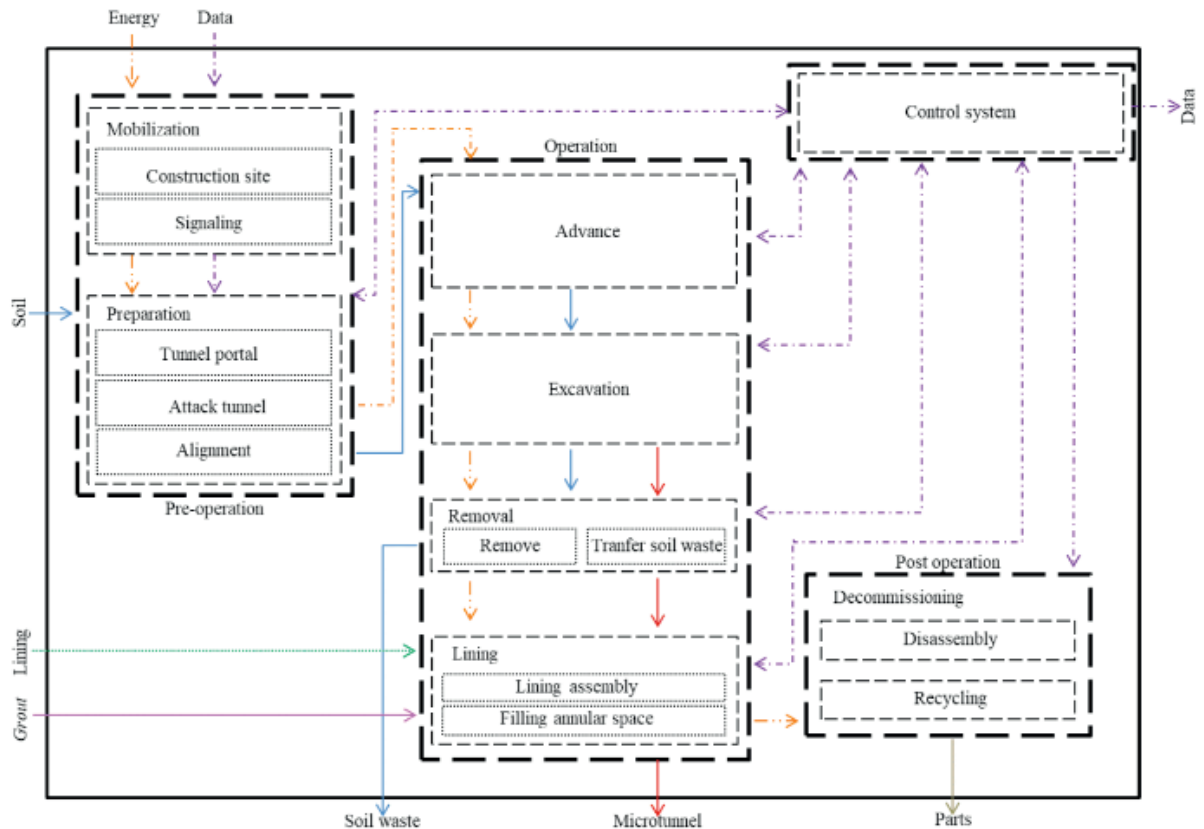 Energy
Data
Mobilization
Construction site
Signaling
Preparation
Tunnel portal
Attack tunnel
Alignment
Pre-operation
Soil
Operation
Advance
Excavation
Removal
Remove
Tranfer soil waste
Lining
Lining assembly
Filling annular space
Lining
Grout
Control system
Data
Post operation
Decommissioning
Disassembly
Recycling
Soil waste
Microtunnel
Parts